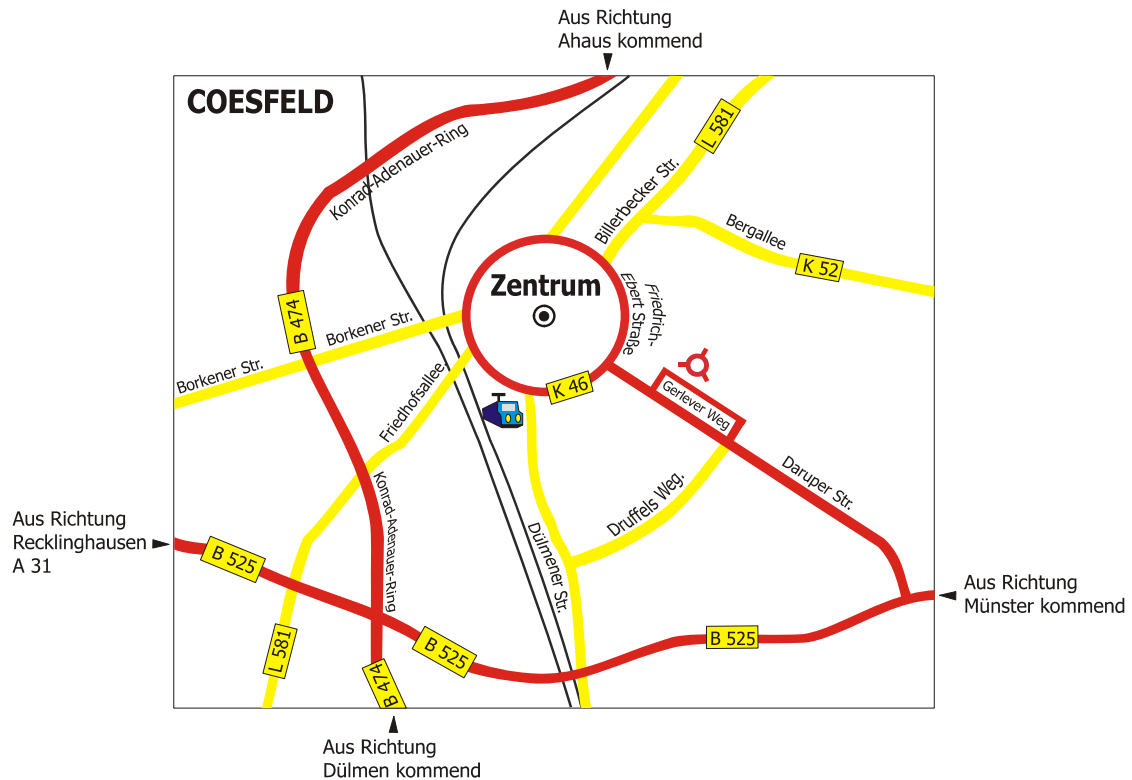 Aus Richtung
Ahaus kommend
COESFELD
Konrad-Adenauer-Ring
L 581
Billerbecker Str.
Bergallee
K 52
Zentrum
Friedrich-
Ebert Straße
B 474
Borkener Str.
Borkener Str.
K 46
Gerlever Weg
Friedhofsallee
Daruper Str.
Druffels Weg.
Konrad-Adenauer-Ring
Dülmener Str.
Aus Richtung
Recklinghausen
A 31
B 525
Aus Richtung
Münster kommend
L 581
B 525
B 525
B 474
Aus Richtung
Dülmen kommend